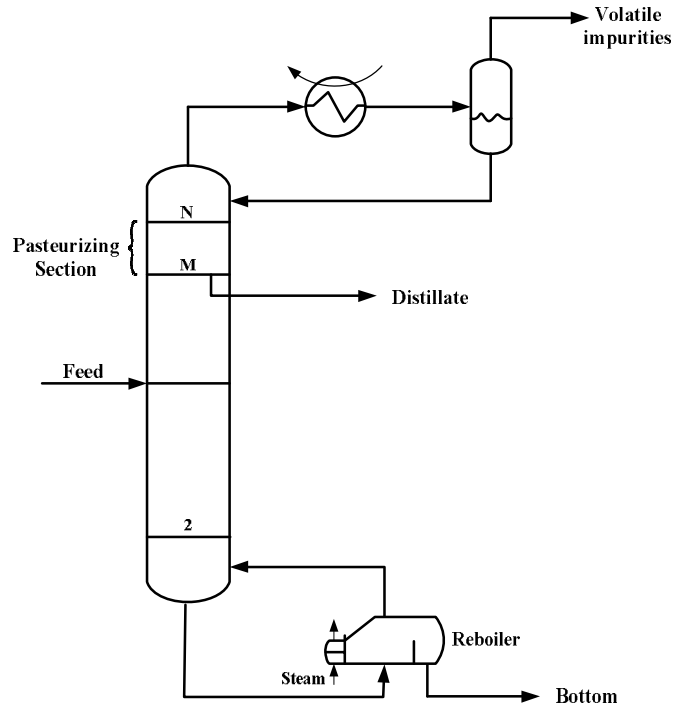 Volatile
impurities
N
Pasteurizing
Section
M
Distillate
Feed
2
Reboiler
Steam
Bottom